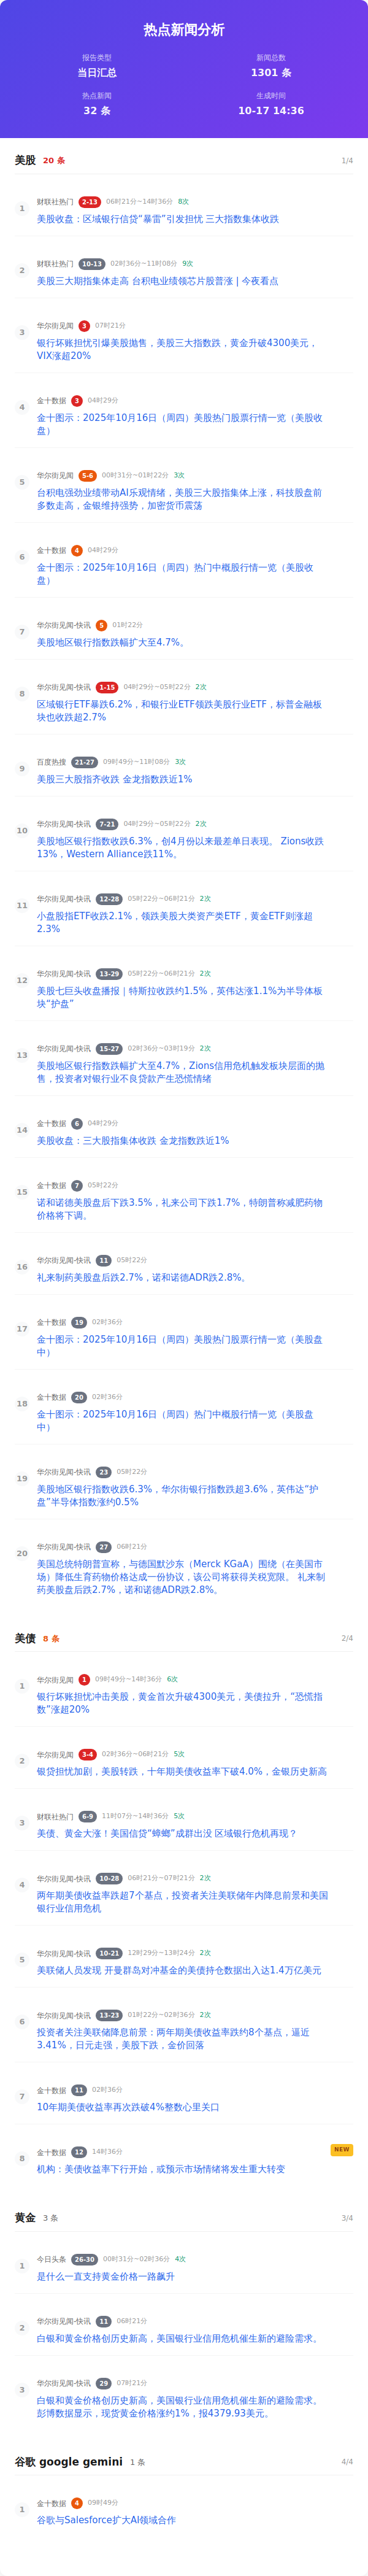 热点新闻分析
报告类型
当日汇总
新闻总数
1301 条
热点新闻
32 条
生成时间
10-17 14:36
美股 20 条 1/4
1 财联社热门 2-13 06时21分~14时36分 8次
美股收盘：区域银行信贷“暴雷”引发担忧 三大指数集体收跌
2 财联社热门 10-13 02时36分~11时08分 9次
美股三大期指集体走高 台积电业绩领芯片股普涨 | 今夜看点
3 华尔街见闻 3 07时21分
银行坏账担忧引爆美股抛售，美股三大指数跌，黄金升破4300美元，
VIX涨超20%
4 金十数据 3 04时29分
金十图示：2025年10月16日（周四）美股热门股票行情一览（美股收
盘）
5 华尔街见闻 5-6 00时31分~01时22分 3次
台积电强劲业绩带动AI乐观情绪，美股三大股指集体上涨，科技股盘前
多数走高，金银维持强势，加密货币震荡
6 金十数据 4 04时29分
金十图示：2025年10月16日（周四）热门中概股行情一览（美股收
盘）
7 华尔街见闻-快讯 5 01时22分
美股地区银行指数跌幅扩大至4.7%。
8 华尔街见闻-快讯 1-15 04时29分~05时22分 2次
区域银行ETF暴跌6.2%，和银行业ETF领跌美股行业ETF，标普金融板
块也收跌超2.7%
9 百度热搜 21-27 09时49分~11时08分 3次
美股三大股指齐收跌 金龙指数跌近1%
10 华尔街见闻-快讯 7-21 04时29分~05时22分 2次
美股地区银行指数收跌6.3%，创4月份以来最差单日表现。 Zions收跌
13%，Western Alliance跌11%。
11 华尔街见闻-快讯 12-28 05时22分~06时21分 2次
小盘股指ETF收跌2.1%，领跌美股大类资产类ETF，黄金ETF则涨超
2.3%
12 华尔街见闻-快讯 13-29 05时22分~06时21分 2次
美股七巨头收盘播报｜特斯拉收跌约1.5%，英伟达涨1.1%为半导体板
块“护盘”
13 华尔街见闻-快讯 15-27 02时36分~03时19分 2次
美股地区银行指数跌幅扩大至4.7%，Zions信用危机触发板块层面的抛
售，投资者对银行业不良贷款产生恐慌情绪
14 金十数据 6 04时29分
美股收盘：三大股指集体收跌 金龙指数跌近1%
15 金十数据 7 05时22分
诺和诺德美股盘后下跌3.5%，礼来公司下跌1.7%，特朗普称减肥药物
价格将下调。
16 华尔街见闻-快讯 11 05时22分
礼来制药美股盘后跌2.7%，诺和诺德ADR跌2.8%。
17 金十数据 19 02时36分
金十图示：2025年10月16日（周四）美股热门股票行情一览（美股盘
中）
18 金十数据 20 02时36分
金十图示：2025年10月16日（周四）热门中概股行情一览（美股盘
中）
19 华尔街见闻-快讯 23 05时22分
美股地区银行指数收跌6.3%，华尔街银行指数跌超3.6%，英伟达“护
盘”半导体指数涨约0.5%
20 华尔街见闻-快讯 27 06时21分
美国总统特朗普宣称，与德国默沙东（Merck KGaA）围绕（在美国市
场）降低生育药物价格达成一份协议，该公司将获得关税宽限。 礼来制
药美股盘后跌2.7%，诺和诺德ADR跌2.8%。
美债 8 条 2/4
1 华尔街见闻 1 09时49分~14时36分 6次
银行坏账担忧冲击美股，黄金首次升破4300美元，美债拉升，“恐慌指
数”涨超20%
2 华尔街见闻 3-4 02时36分~06时21分 5次
银贷担忧加剧，美股转跌，十年期美债收益率下破4.0%，金银历史新高
3 财联社热门 6-9 11时07分~14时36分 5次
美债、黄金大涨！美国信贷“蟑螂”成群出没 区域银行危机再现？
4 华尔街见闻-快讯 10-28 06时21分~07时21分 2次
两年期美债收益率跌超7个基点，投资者关注美联储年内降息前景和美国
银行业信用危机
5 华尔街见闻-快讯 10-21 12时29分~13时24分 2次
美联储人员发现 开曼群岛对冲基金的美债持仓数据出入达1.4万亿美元
6 华尔街见闻-快讯 13-23 01时22分~02时36分 2次
投资者关注美联储降息前景：两年期美债收益率跌约8个基点，逼近
3.41%，日元走强，美股下跌，金价回落
7 金十数据 11 02时36分
10年期美债收益率再次跌破4%整数心里关口
8 金十数据 12 14时36分 NEW
机构：美债收益率下行开始，或预示市场情绪将发生重大转变
黄金 3 条 3/4
1 今日头条 26-30 00时31分~02时36分 4次
是什么一直支持黄金价格一路飙升
2 华尔街见闻-快讯 11 06时21分
白银和黄金价格创历史新高，美国银行业信用危机催生新的避险需求。
3 华尔街见闻-快讯 29 07时21分
白银和黄金价格创历史新高，美国银行业信用危机催生新的避险需求。
彭博数据显示，现货黄金价格涨约1%，报4379.93美元。
谷歌 google gemini 1 条 4/4
1 金十数据 4 09时49分
谷歌与Salesforce扩大AI领域合作